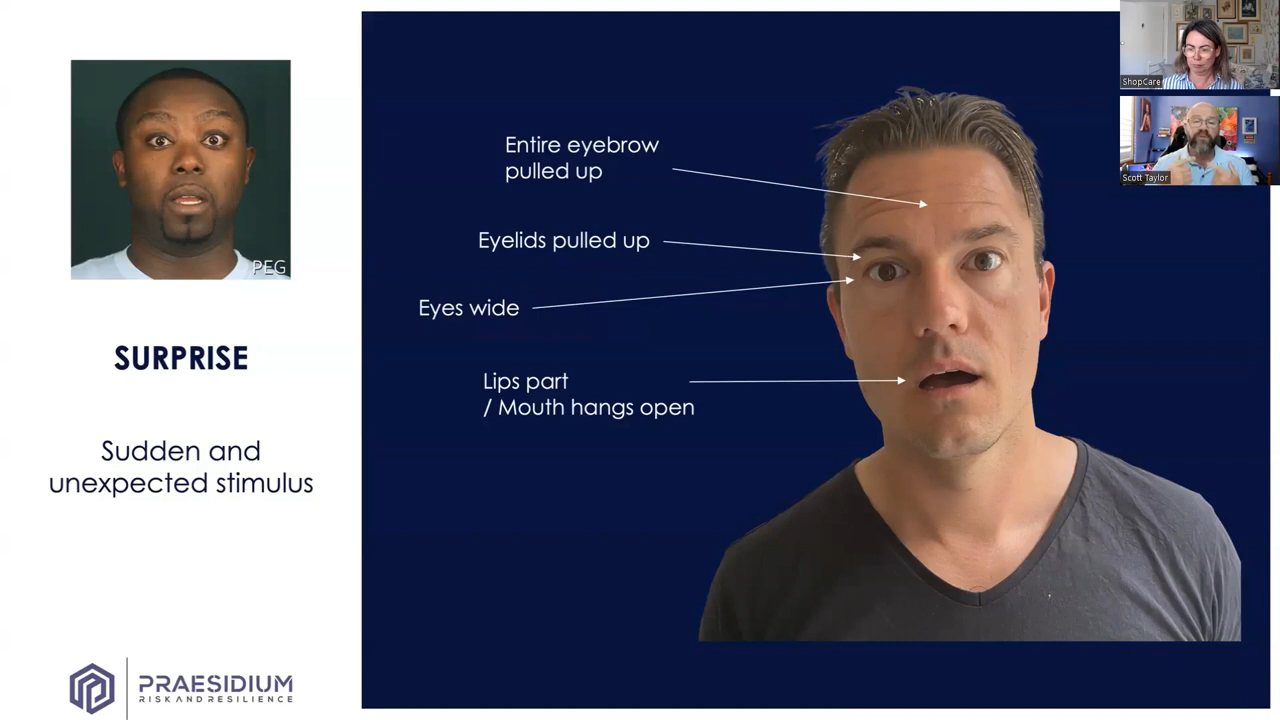 PEG
SURPRISE
Sudden and
unexpected stimulus
PRAESIDIUM
RISK AND RESILIENCE
Entire eyebrow
pulled up
Eyelids pulled up
Eyes wide
Lips part
/ Mouth hangs open
ShopCare
Scott Taylor